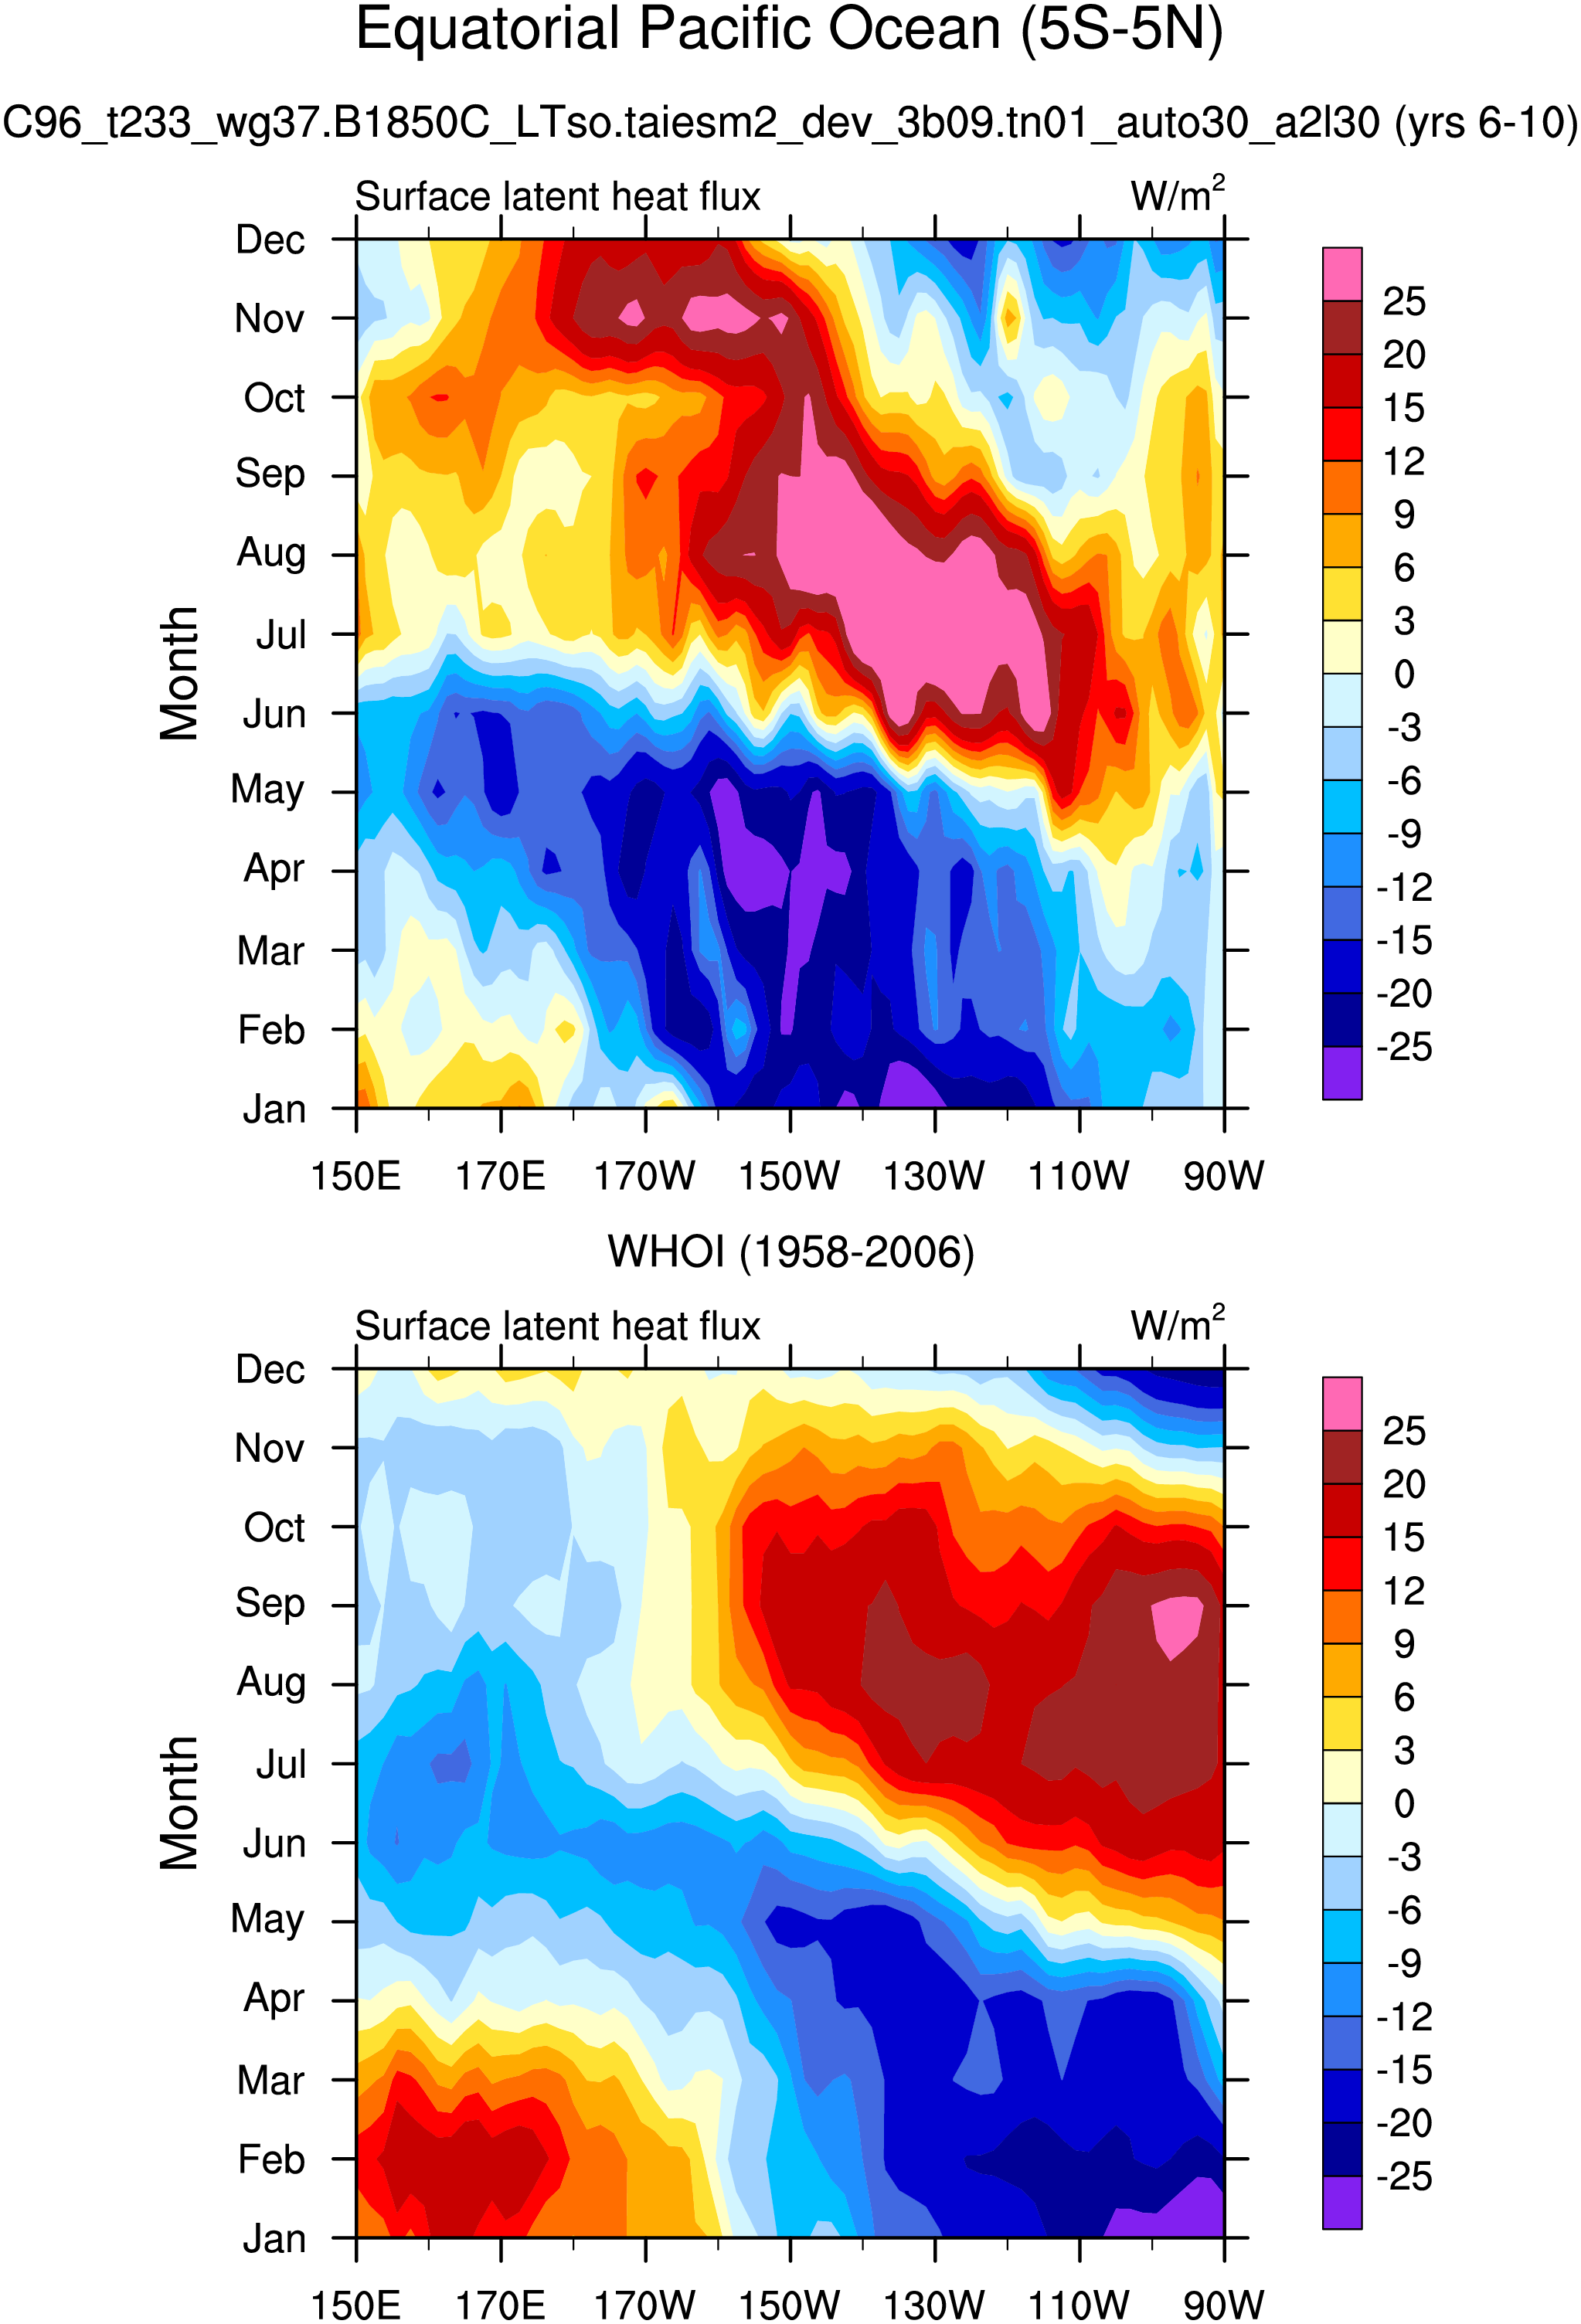 Equatorial Pacific Ocean (5S-5N)
C96_t233_wg37.B1850C_LTso.taiesm2_dev_3b09.tn01_auto30_a2l30 (yrs 6-10)
Surface latent heat flux W/m²
Dec
Nov
Oct
Sep
Aug
Jul
Jun
May
Apr
Mar
Feb
Jan
Month
150E 170E 170W 150W 130W 110W 90W
25
20
15
12
9
6
3
0
-3
-6
-9
-12
-15
-20
-25
WHOI (1958-2006)
Surface latent heat flux W/m²
Dec
Nov
Oct
Sep
Aug
Jul
Jun
May
Apr
Mar
Feb
Jan
Month
150E 170E 170W 150W 130W 110W 90W
25
20
15
12
9
6
3
0
-3
-6
-9
-12
-15
-20
-25